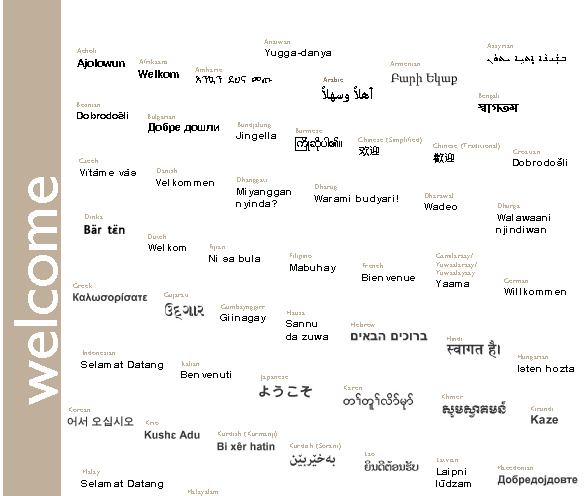 welcome
Acholi
Ajolowun
Afrikaans
Welkom
Amharic
እንኳን ደህና መጡ
Anaiwan
Yugga-danya
Arabic
أهلاً وسهلاً
Armenian
Բարի Եկաք
Assyrian
Bengali
স্বাগতম
Bosnian
Dobrodošli
Bulgarian
Добре дошли
Bundjalung
Jingella
Burmese
ကြိုဆိုပါ၏။
Chinese (Simplified)
欢迎
Chinese (Traditional)
歡迎
Croatian
Dobrodošli
Czech
Vítáme vás
Danish
Velkommen
Dhanggati
Miyanggan
nyinda?
Dharug
Warami budyari!
Dharawal
Wadeo
Dhurga
Walawaani
njindiwan
Dinka
Bär tën
Dutch
Welkom
Fijian
Ni sa bula
Filipino
Mabuhay
French
Bienvenue
Gamilaraay/
Yuwaalaraay/
Yuwaalayaay
Yaama
German
Willkommen
Greek
Καλωσορίσατε
Gujarati
Gumbaynggirr
Giinagay
Hausa
Sannu
da zuwa
Hebrew
ברוכים הבאים
Hindi
स्वागत है।
Hungarian
Isten hozta
Indonesian
Selamat Datang
Italian
Benvenuti
Japanese
ようこそ
Karen
Khmer
សូមស្វាគមន៍
Kirundi
Kaze
Korean
어서 오십시오
Krio
Kushɛ Adu
Kurdish (Kurmanji)
Bi xêr hatin
Kurdish (Sorani)
بەخێربێن
Lao
ຍິນດີຕ້ອນຮັບ
Latvian
Laipni
lūdzam
Macedonian
Добредојдовте
Malay
Selamat Datang
Malayalam